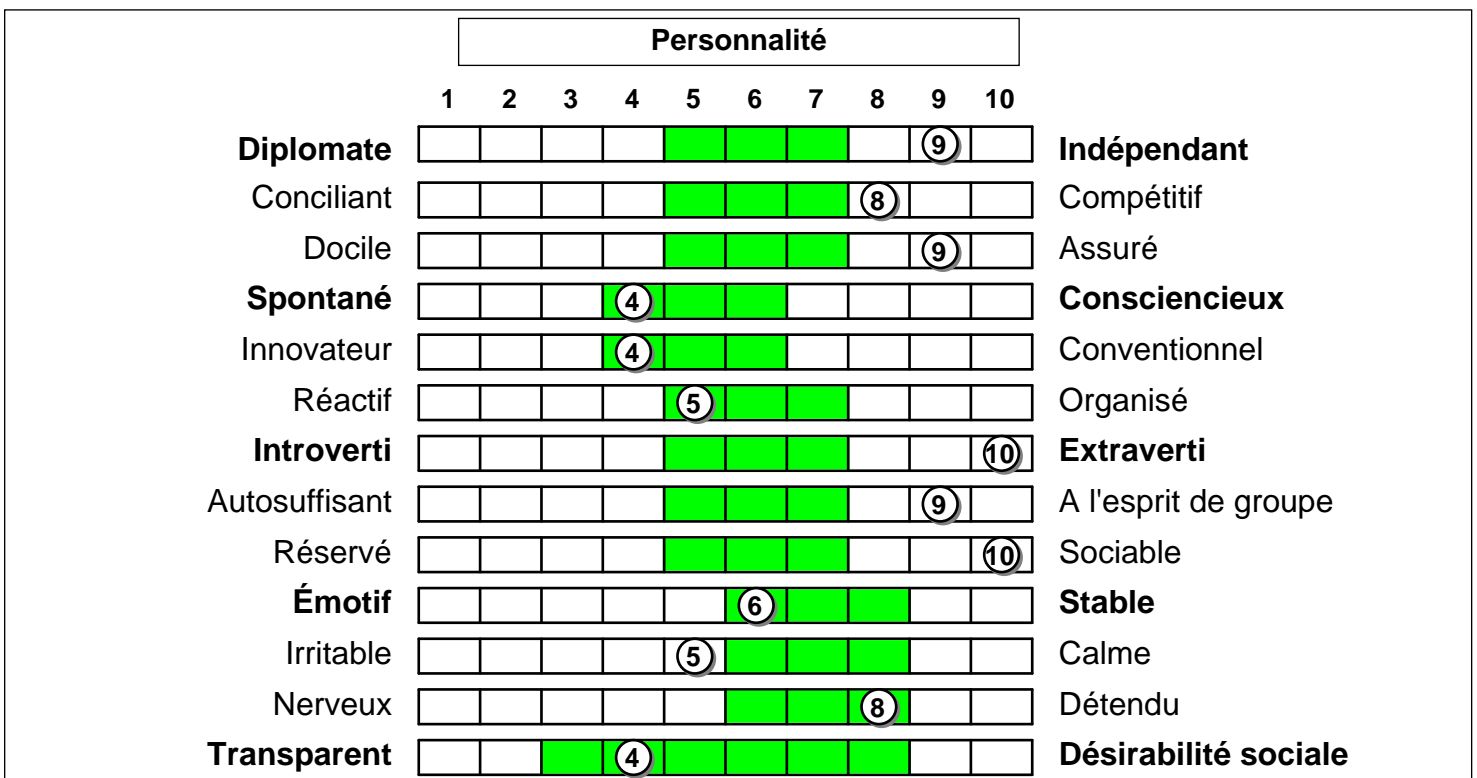 Personnalité
1 2 3 4 5 6 7 8 9 10
Diplomate 9 Indépendant
Conciliant 8 Compétitif
Docile 9 Assuré
Spontané 4 Consciencieux
Innovateur 4 Conventionnel
Réactif 5 Organisé
Introverti 10 Extraverti
Autosuffisant 9 A l'esprit de groupe
Réservé 10 Sociable
Émotif 6 Stable
Irritable 5 Calme
Nerveux 8 Détendu
Transparent 4 Désirabilité sociale